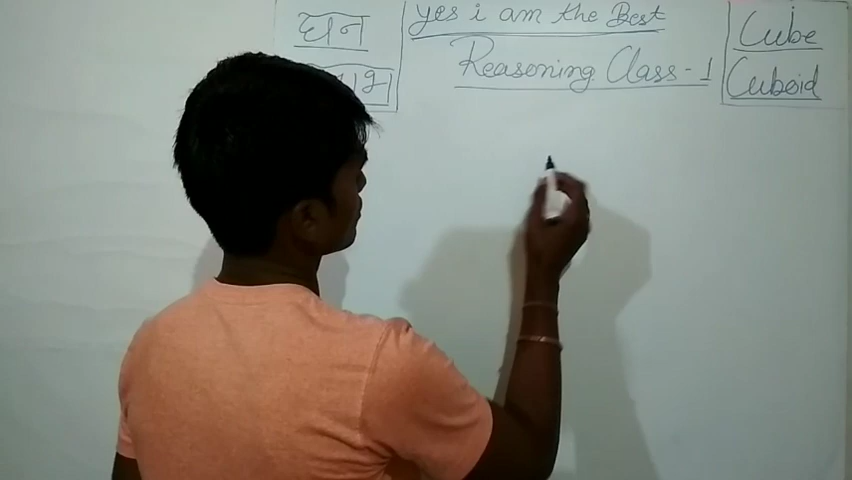 घन
yes i am the Best
Reasoning Class-1
Cube
Cuboid